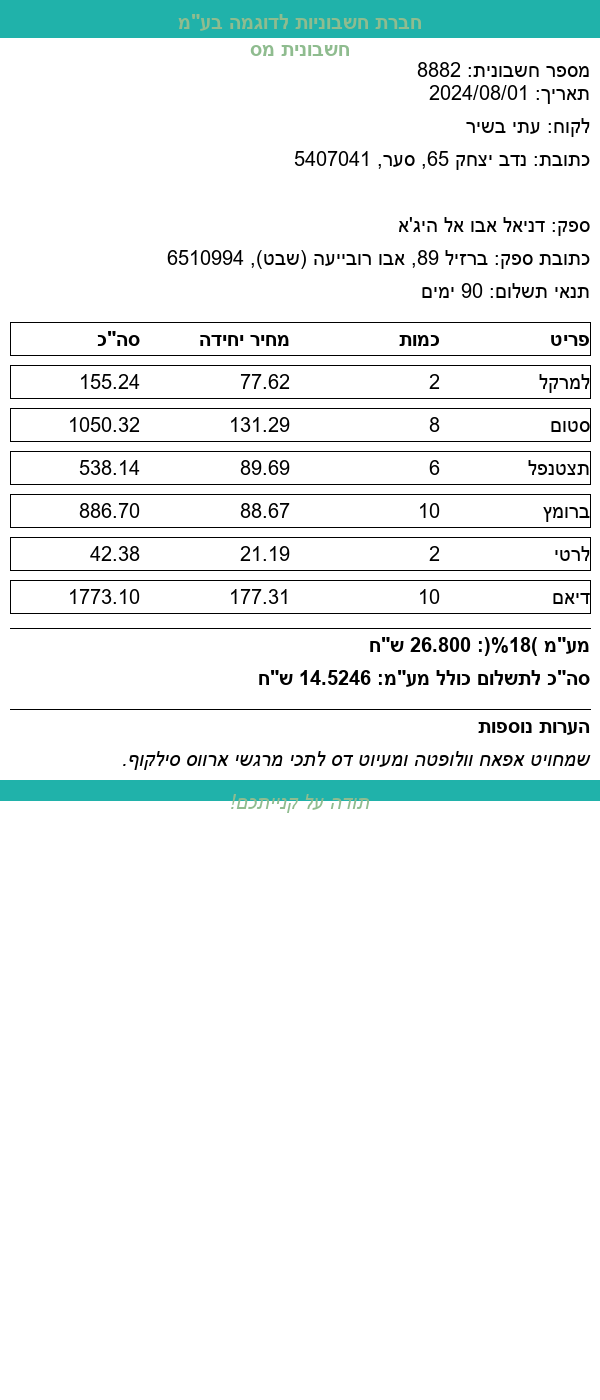 חברת חשבוניות לדוגמה בע"מ
חשבונית מס
מספר חשבונית: 8882
תאריך: 2024/08/01
לקוח: עתי בשיר
כתובת: נדב יצחק 65, סער, 5407041
ספק: דניאל אבו אל היג'א
כתובת ספק: ברזיל 89, אבו רובייעה (שבט), 6510994
תנאי תשלום: 90 ימים
פריט כמות מחיר יחידה סה"כ
למרקל 2 77.62 155.24
סטום 8 131.29 1050.32
תצטנפל 6 89.69 538.14
ברומץ 10 88.67 886.70
לרטי 2 21.19 42.38
דיאם 10 177.31 1773.10
מע"מ )18%(: 26.800 ש"ח
סה"כ לתשלום כולל מע"מ: 14.5246 ש"ח
הערות נוספות
שמחויט אפאח וולופטה ומעיוט דס לתכי מרגשי ארווס סילקוף.
תודה על קנייתכם!